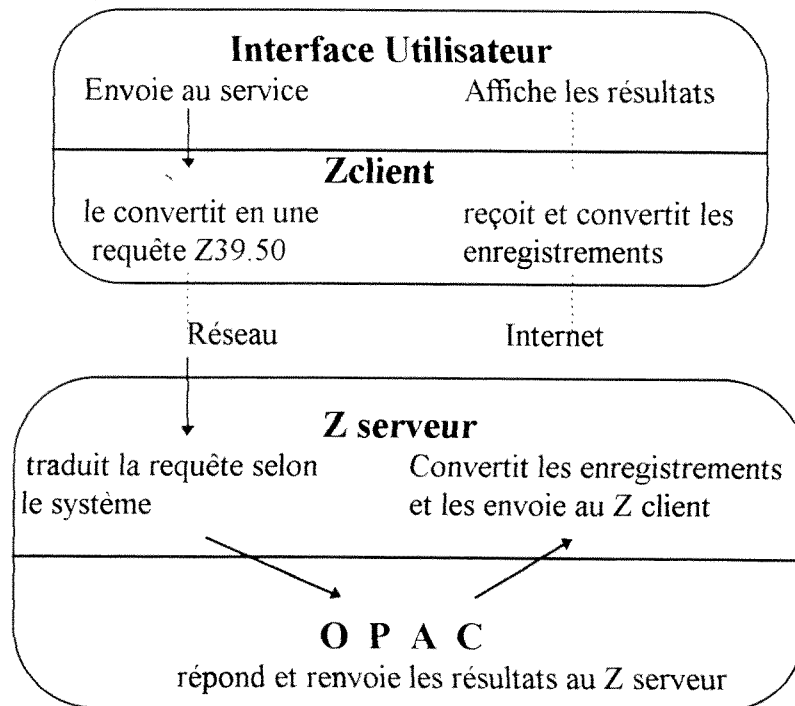 Interface Utilisateur
Envoie au service
Affiche les résultats
Zclient
le convertit en une
requête Z39.50
reçoit et convertit les
enregistrements
Réseau
Internet
Z serveur
traduit la requête selon
le système
Convertit les enregistrements
et les envoie au Z client
O P A C
répond et renvoie les résultats au Z serveur